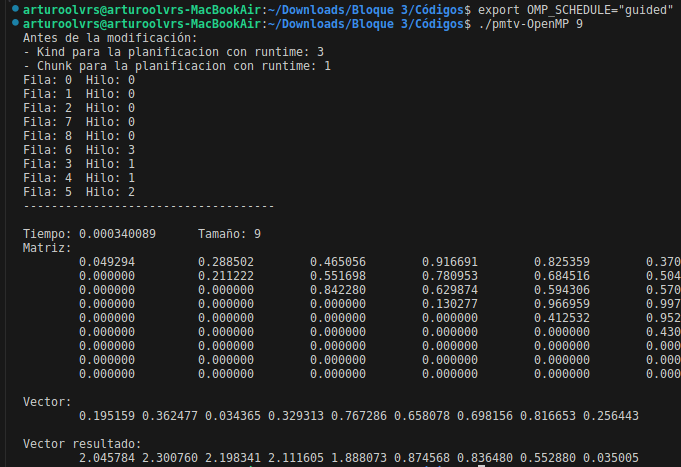 arturoolvrs@arturoolvrs-MacBookAir:~/Downloads/Bloque 3/Códigos$ export OMP_SCHEDULE="guided"
arturoolvrs@arturoolvrs-MacBookAir:~/Downloads/Bloque 3/Códigos$ ./pmtv-OpenMP 9
Antes de la modificación:
- Kind para la planificacion con runtime: 3
- Chunk para la planificacion con runtime: 1
Fila: 0  Hilo: 0
Fila: 1  Hilo: 0
Fila: 2  Hilo: 0
Fila: 7  Hilo: 0
Fila: 8  Hilo: 0
Fila: 6  Hilo: 3
Fila: 3  Hilo: 1
Fila: 4  Hilo: 1
Fila: 5  Hilo: 2
------------------------------------
Tiempo: 0.000340089      Tamaño: 9
Matriz:
0.049294 0.288502 0.465056 0.916691 0.825359 0.370
0.000000 0.211222 0.551698 0.780953 0.684516 0.504
0.000000 0.000000 0.842280 0.629874 0.594306 0.570
0.000000 0.000000 0.000000 0.130277 0.966959 0.997
0.000000 0.000000 0.000000 0.000000 0.412532 0.952
0.000000 0.000000 0.000000 0.000000 0.000000 0.430
0.000000 0.000000 0.000000 0.000000 0.000000 0.000
0.000000 0.000000 0.000000 0.000000 0.000000 0.000
0.000000 0.000000 0.000000 0.000000 0.000000 0.000
Vector:
0.195159 0.362477 0.034365 0.329313 0.767286 0.658078 0.698156 0.816653 0.256443
Vector resultado:
2.045784 2.300760 2.198341 2.111605 1.888073 0.874568 0.836480 0.552880 0.035005